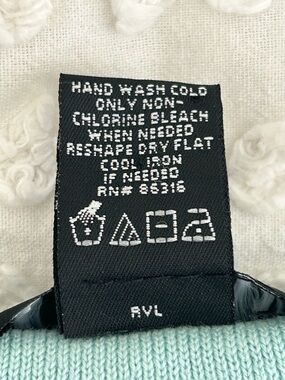 HAND WASH COLD
ONLY NON-
CHLORINE BLEACH
WHEN NEEDED
RESHAPE DRY FLAT
COOL IRON
IF NEEDED
RN# 86316
RVL